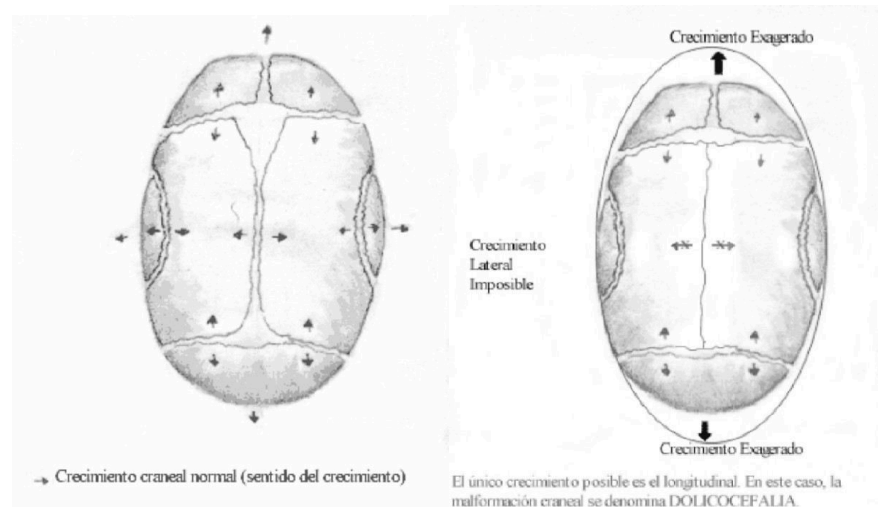 Crecimiento craneal normal (sentido del crecimiento)
Crecimiento Exagerado
Crecimiento
Lateral
Imposible
Crecimiento Exagerado
El único crecimiento posible es el longitudinal. En este caso, la
malformación craneal se denomina DOLICOCEFALIA.